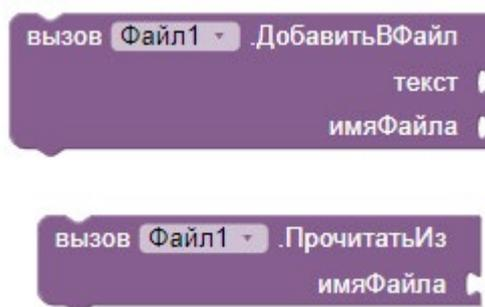 вызов Файл1 .ДобавитьВФайл
текст
имяФайла
вызов Файл1 .ПрочитатьИз
имяФайла